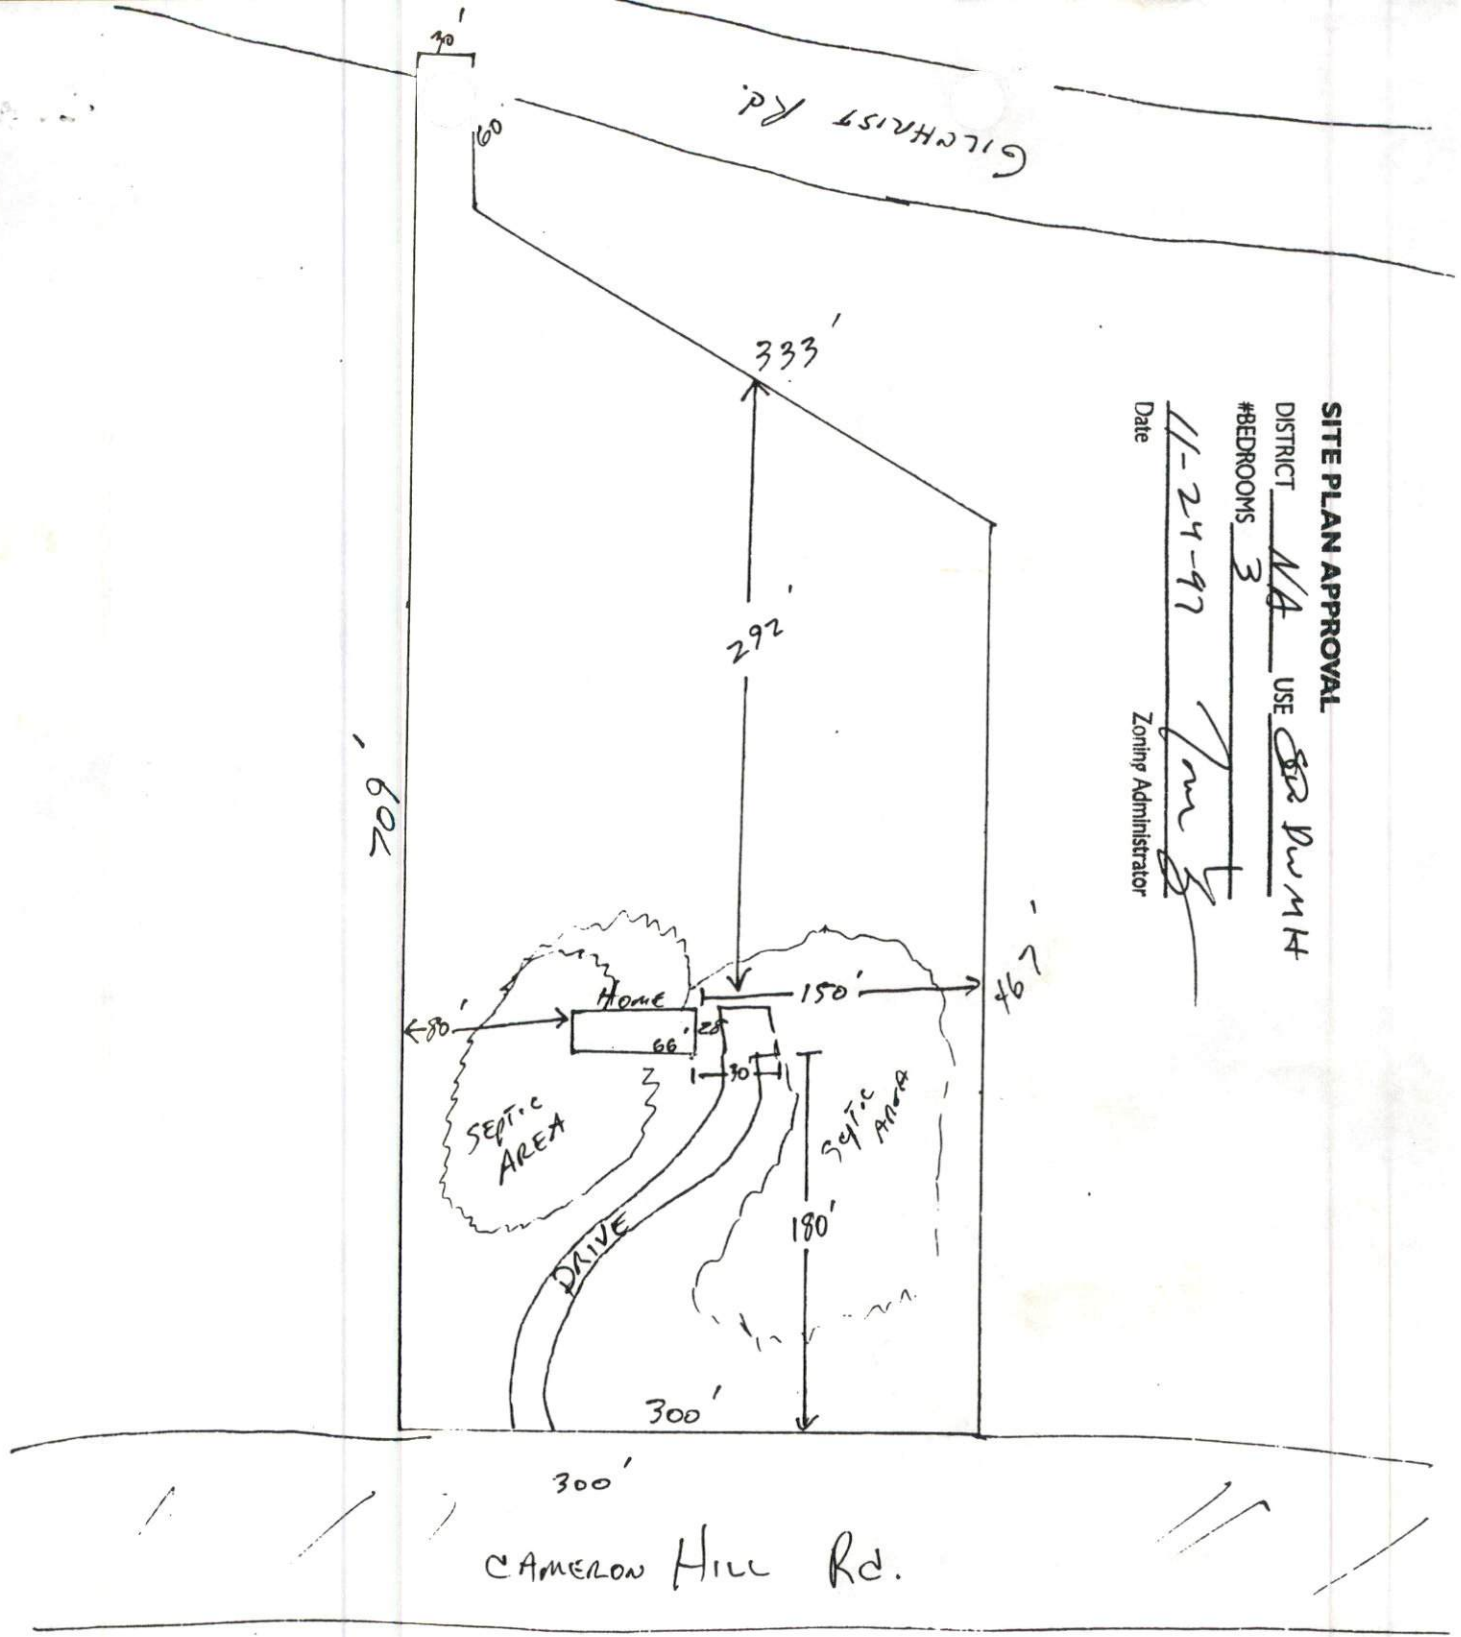 30'
GILCHRIST Rd.
60
333'
SITE PLAN APPROVAL
DISTRICT NA USE DWMH
#BEDROOMS 3
11-24-97
Date Zoning Administrator
292'
709'
467'
HOME
150'
80'
66'
28
30
SEPTIC
AREA
SEPTIC
AREA
180'
DRIVE
300'
300'
CAMERON HILL Rd.